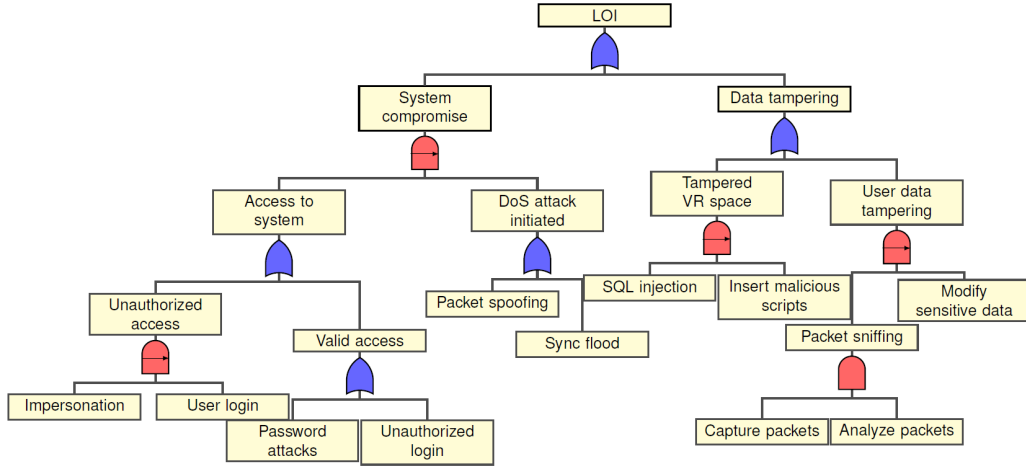 LOI
System
compromise
Data tampering
Access to
system
DoS attack
initiated
Tampered
VR space
User data
tampering
Unauthorized
access
Valid access
Packet spoofing
Sync flood
SQL injection
Insert malicious
scripts
Packet sniffing
Modify
sensitive data
Impersonation
User login
Password
attacks
Unauthorized
login
Capture packets
Analyze packets